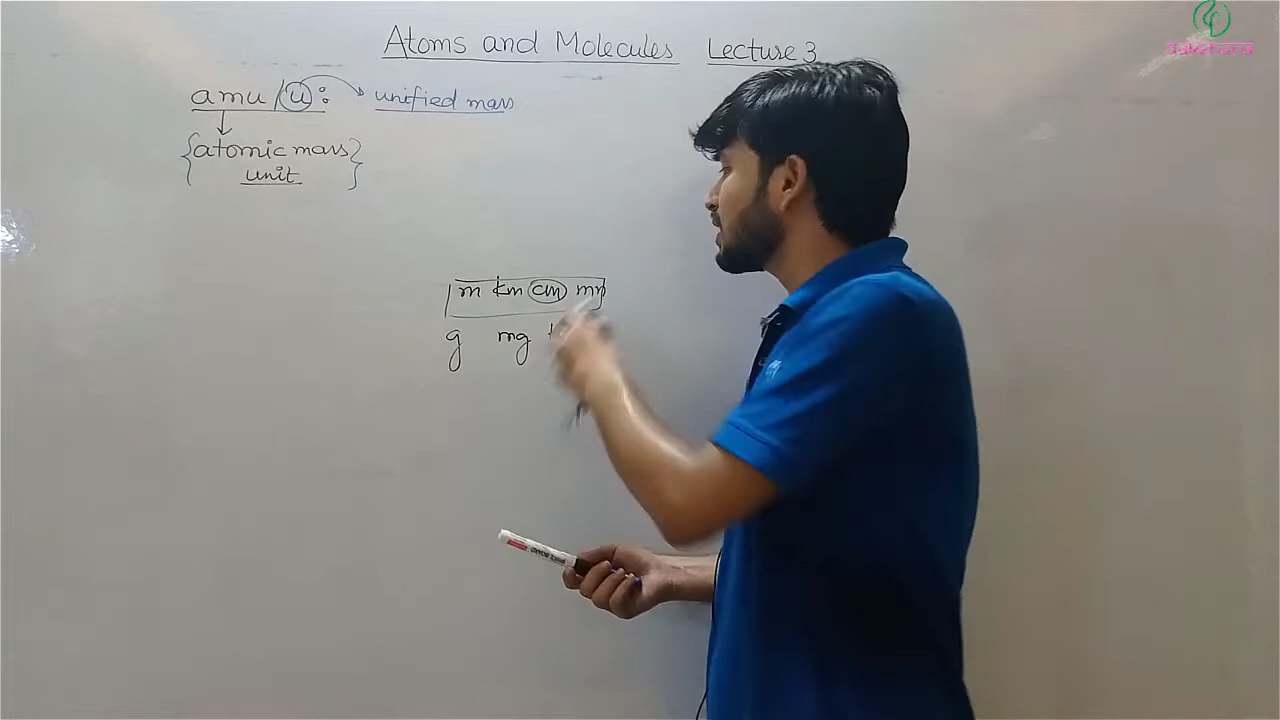 Atoms and Molecules Lecture 3
amu / u : unified mass
{atomic mass}
unit
m km cm mm
g mg